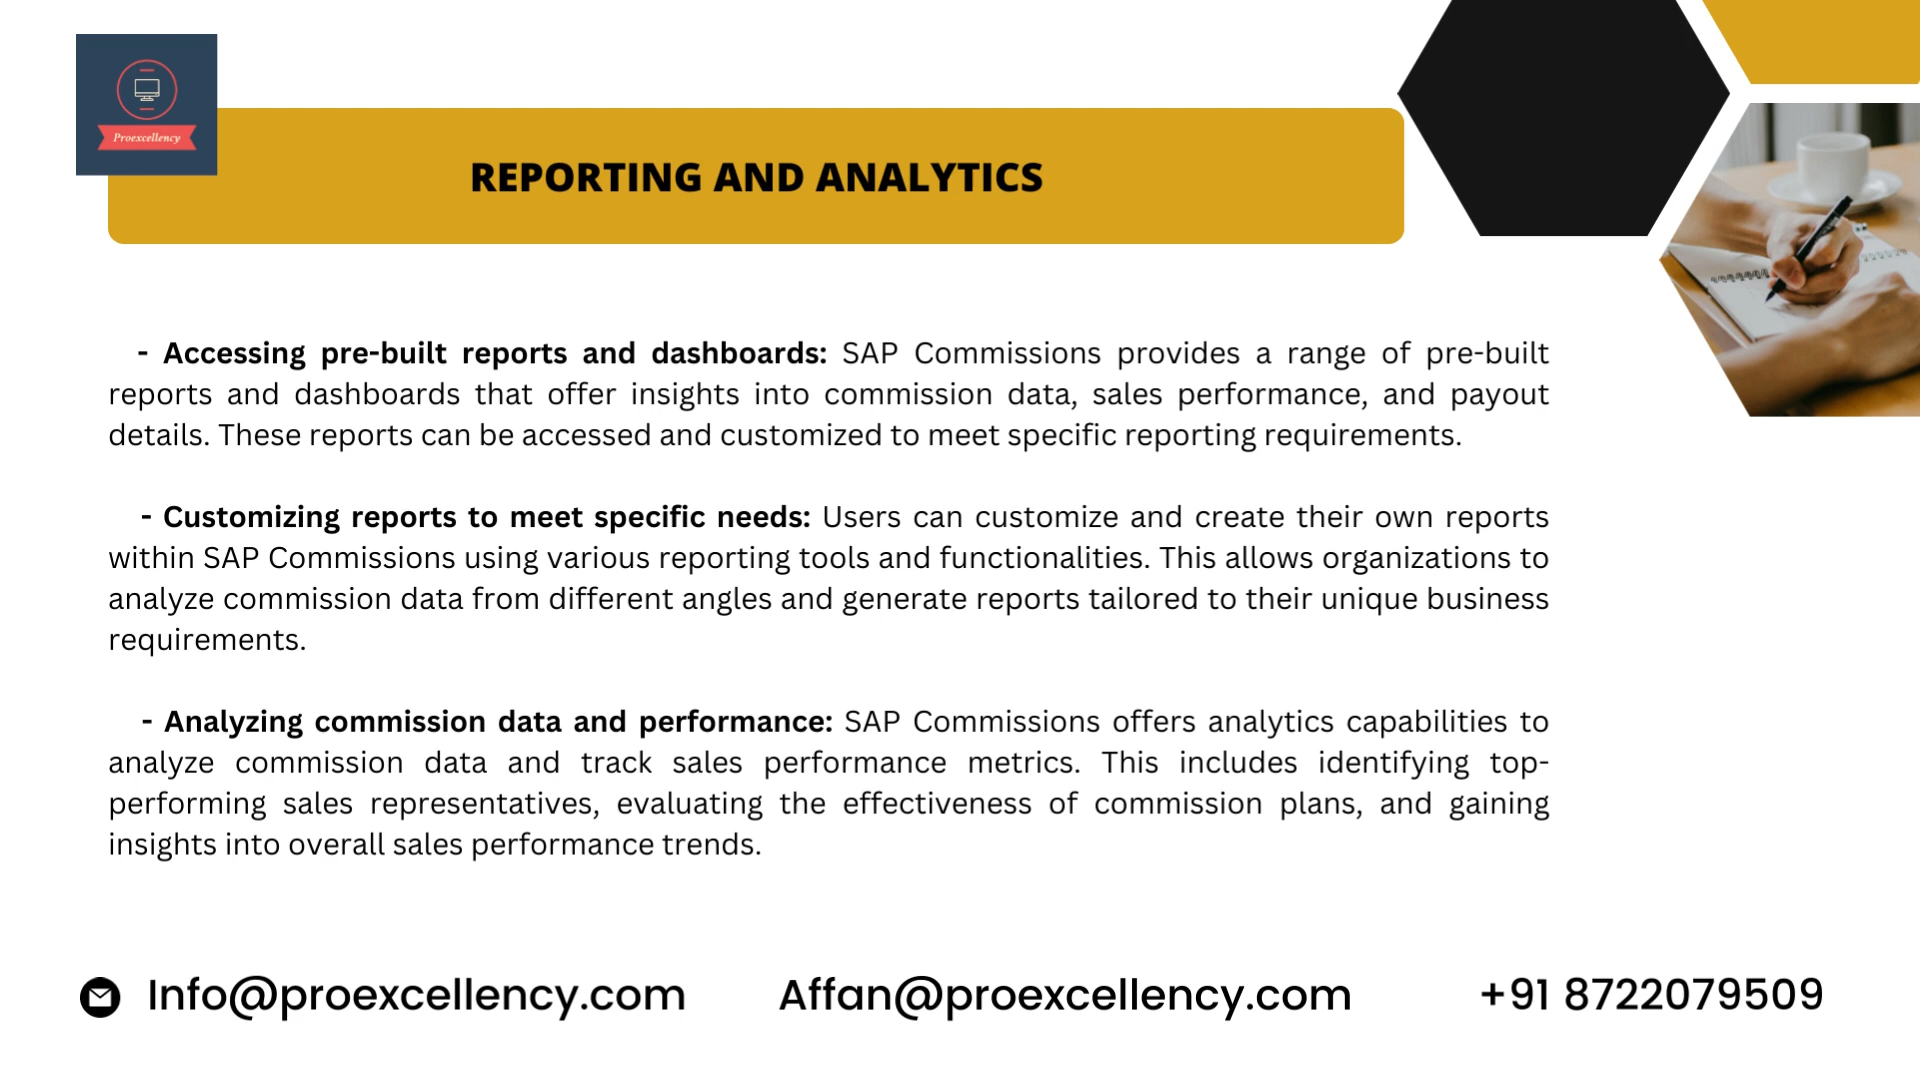 Proexcellency
REPORTING AND ANALYTICS
- Accessing pre-built reports and dashboards: SAP Commissions provides a range of pre-built
reports and dashboards that offer insights into commission data, sales performance, and payout
details. These reports can be accessed and customized to meet specific reporting requirements.
- Customizing reports to meet specific needs: Users can customize and create their own reports
within SAP Commissions using various reporting tools and functionalities. This allows organizations to
analyze commission data from different angles and generate reports tailored to their unique business
requirements.
- Analyzing commission data and performance: SAP Commissions offers analytics capabilities to
analyze commission data and track sales performance metrics. This includes identifying top-
performing sales representatives, evaluating the effectiveness of commission plans, and gaining
insights into overall sales performance trends.
Info@proexcellency.com Affan@proexcellency.com +91 8722079509